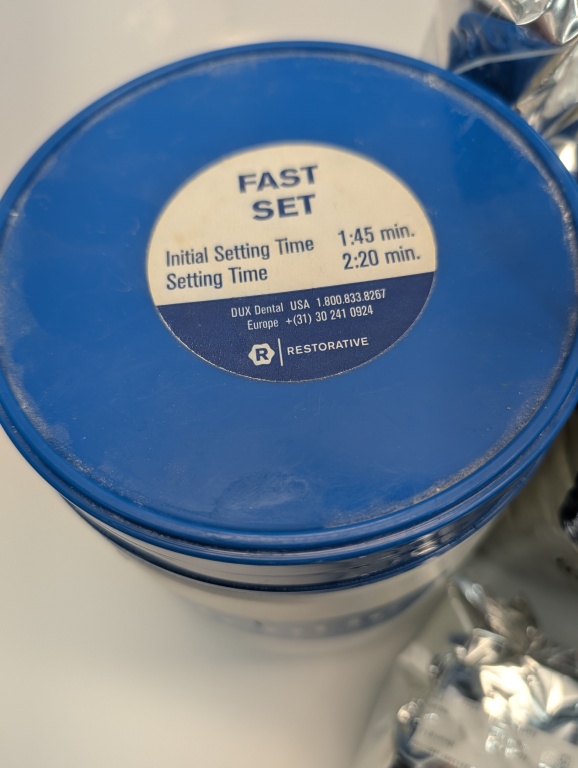 FAST
SET
Initial Setting Time 1:45 min.
Setting Time 2:20 min.
DUX Dental USA 1.800.833.8267
Europe +(31) 30 241 0924
R RESTORATIVE